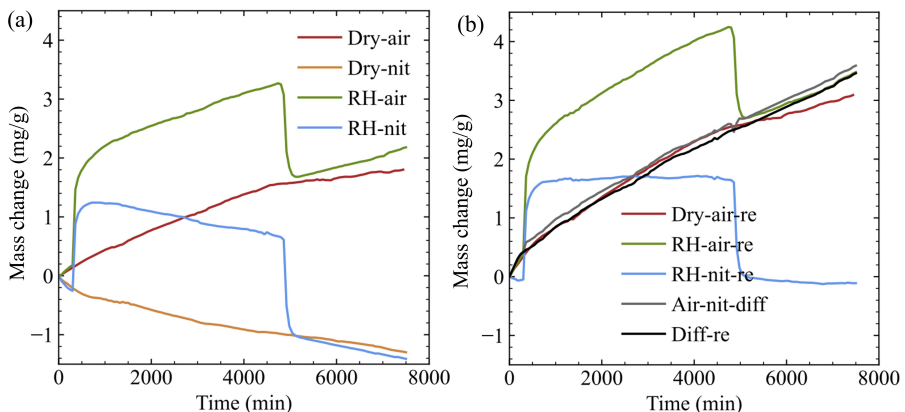 (a)
Dry-air
Dry-nit
RH-air
RH-nit
Mass change (mg/g)
4
3
2
1
0
−1
0
2000
4000
6000
8000
Time (min)
(b)
Dry-air-re
RH-air-re
RH-nit-re
Air-nit-diff
Diff-re
Mass change (mg/g)
4
3
2
1
0
−1
0
2000
4000
6000
8000
Time (min)